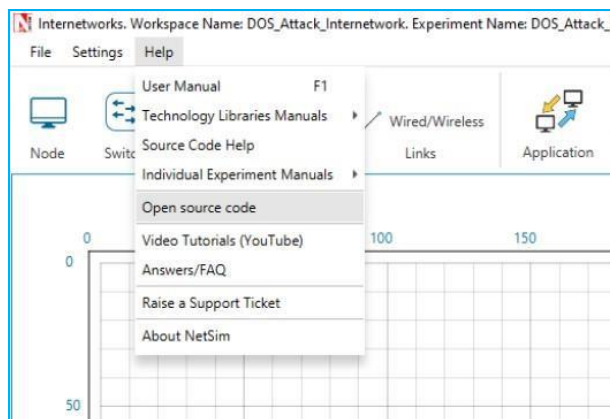 Internetworks. Workspace Name: DOS_Attack_Internetwork. Experiment Name: DOS_Attack_
File Settings Help
User Manual F1
Technology Libraries Manuals
Source Code Help
Individual Experiment Manuals
Open source code
Video Tutorials (YouTube)
Answers/FAQ
Raise a Support Ticket
About NetSim
Wired/Wireless
Node Switc Links Application
0 100 150
0
50